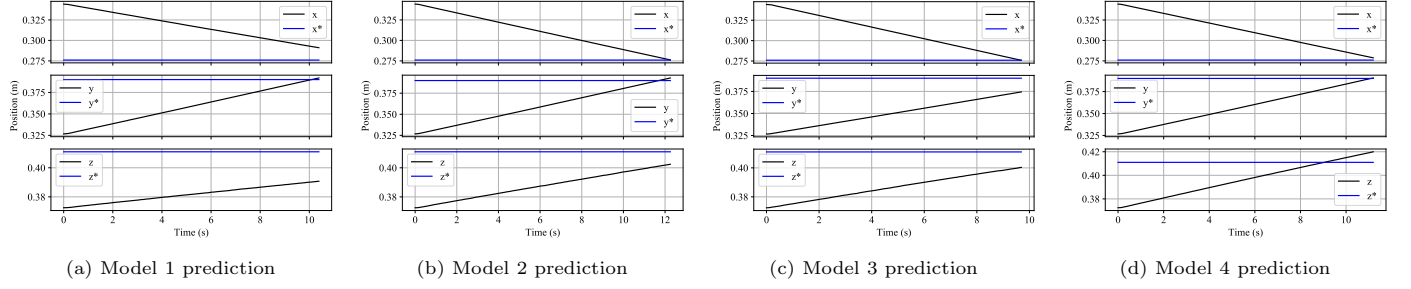 0.325
0.300
0.275
x
x*
0.375
0.350
0.325
y
y*
0.40
0.38
z
z*
0 2 4 6 8 10
Position (m)
Time (s)
(a) Model 1 prediction
0.325
0.300
0.275
x
x*
0.375
0.350
0.325
y
y*
0.40
0.38
z
z*
0 2 4 6 8 10 12
Position (m)
Time (s)
(b) Model 2 prediction
0.325
0.300
0.275
x
x*
0.375
0.350
0.325
y
y*
0.40
0.38
z
z*
0 2 4 6 8 10
Position (m)
Time (s)
(c) Model 3 prediction
0.325
0.300
0.275
x
x*
0.375
0.350
0.325
y
y*
0.42
0.40
0.38
z
z*
0 2 4 6 8 10
Position (m)
Time (s)
(d) Model 4 prediction